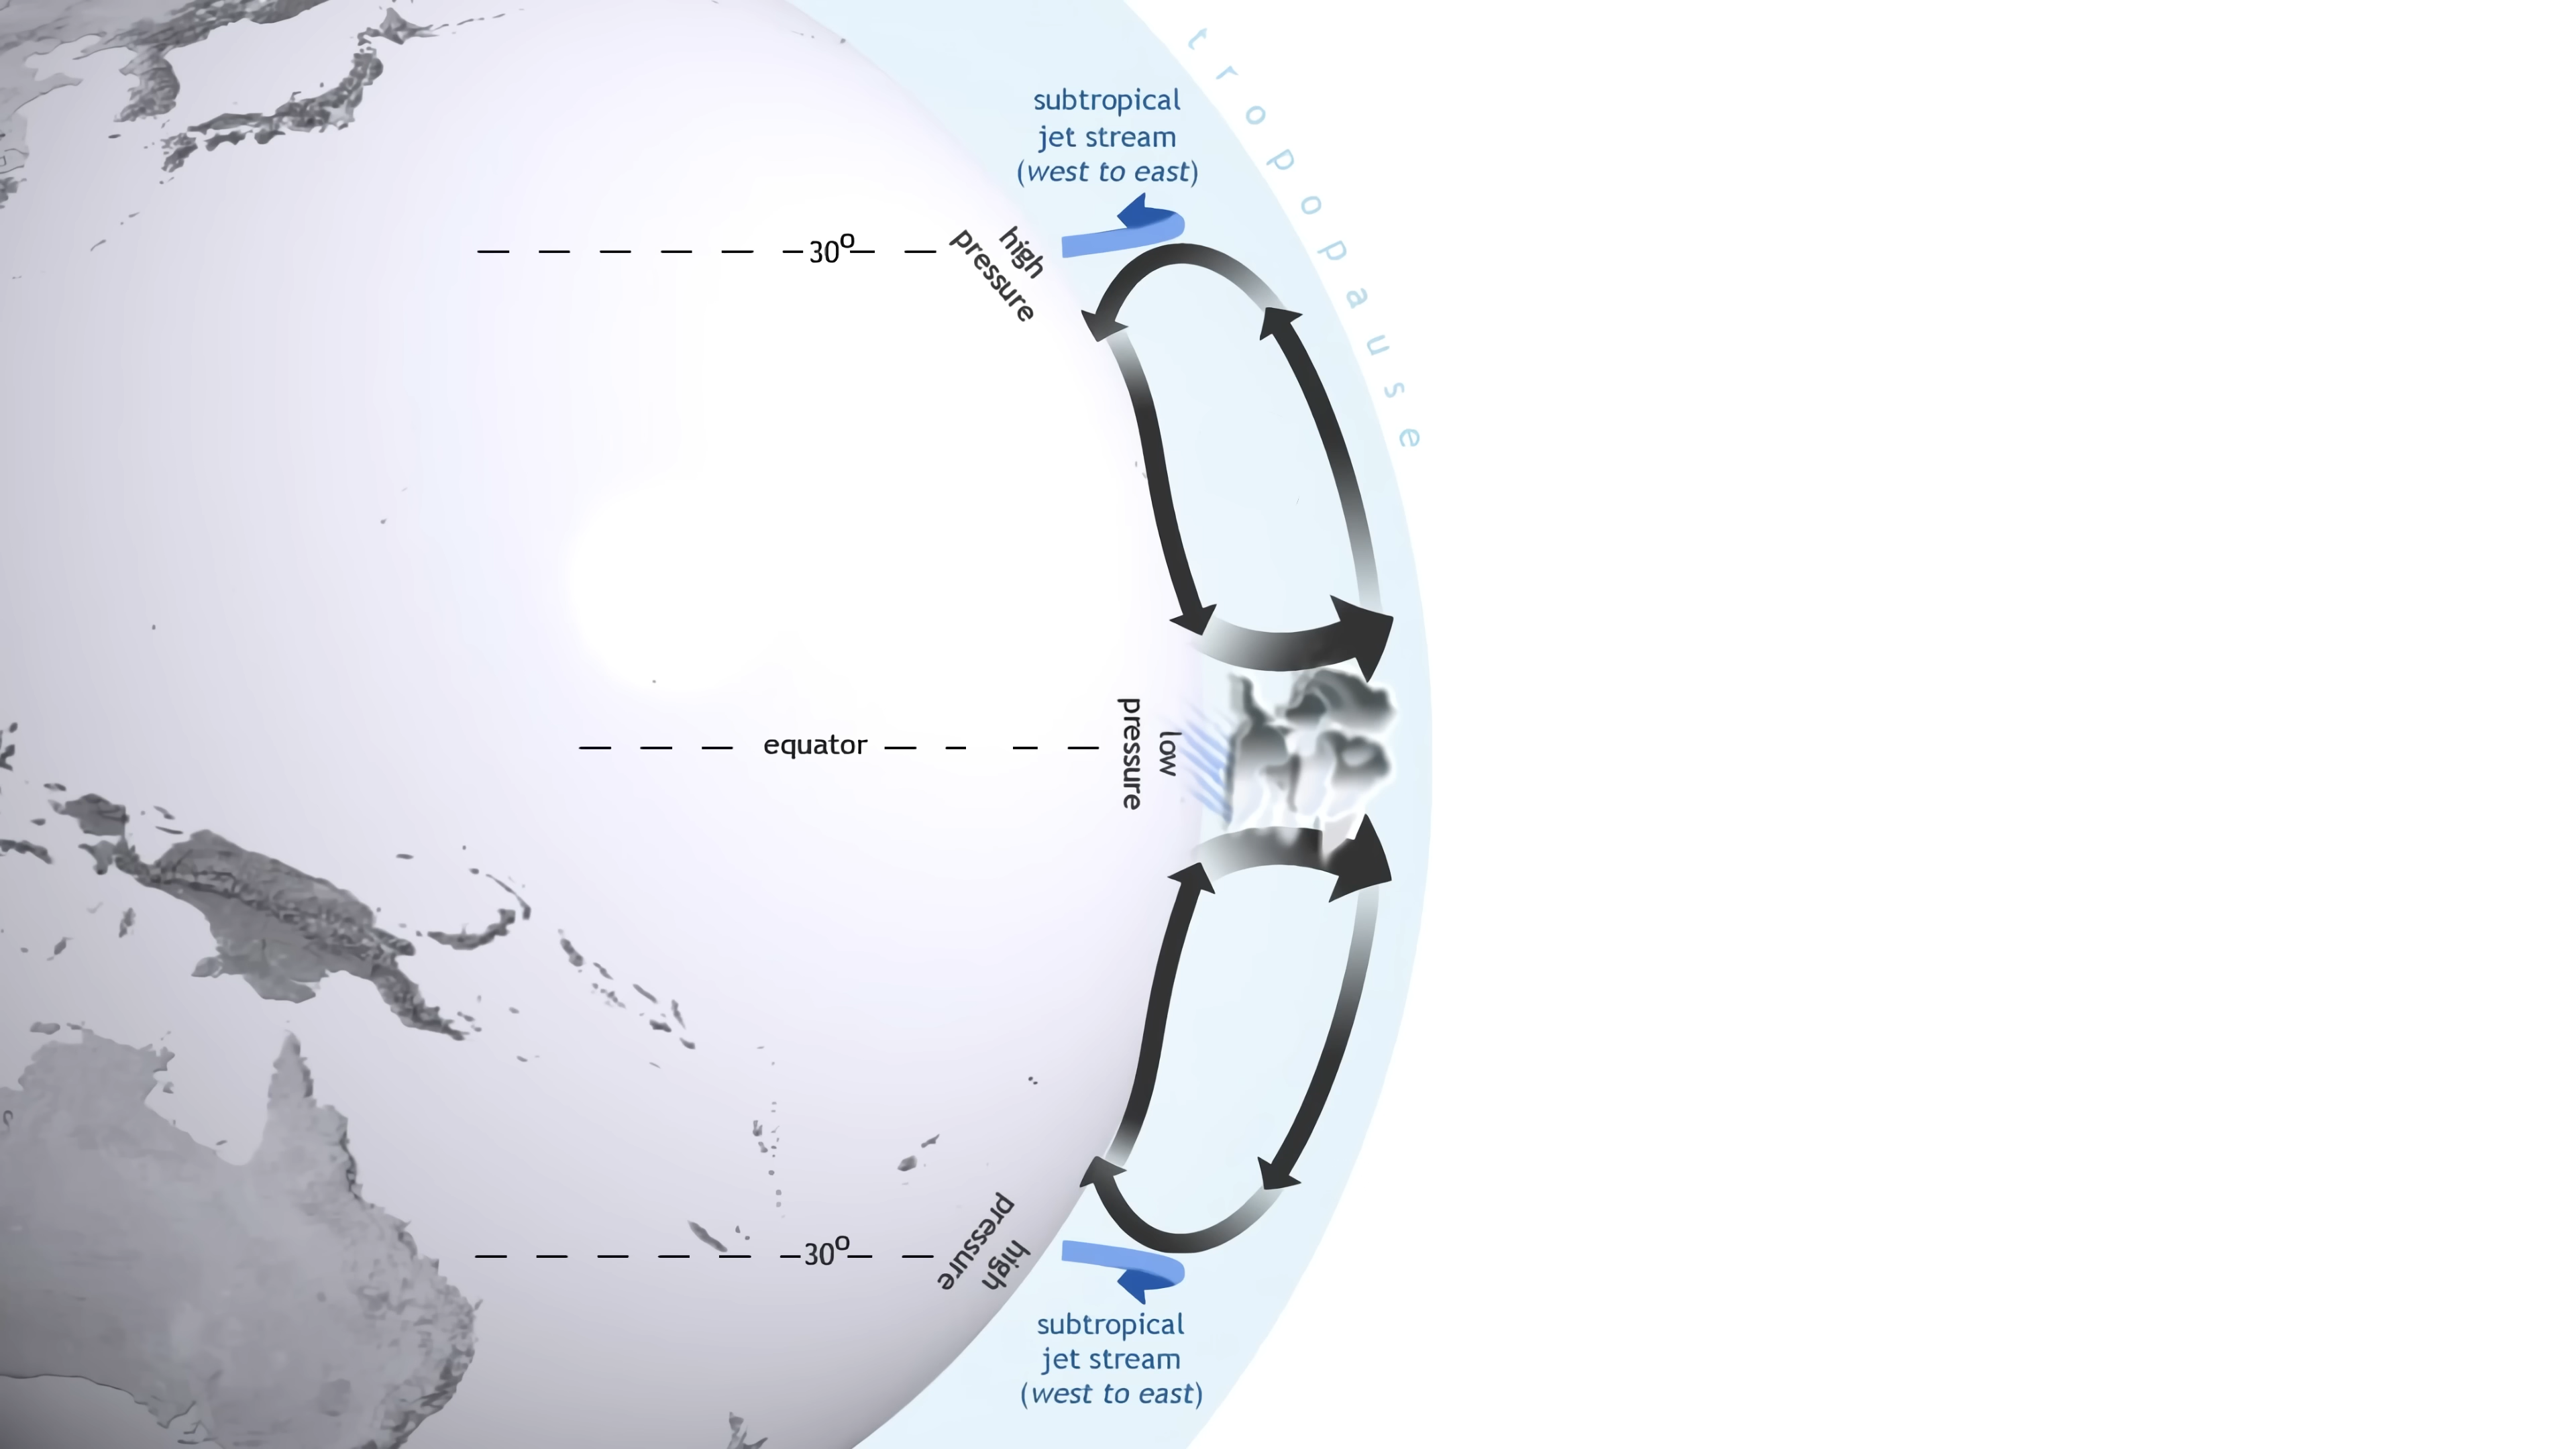 tropopause
subtropical
jet stream
(west to east)
30°
high
pressure
equator
low
pressure
30°
high
pressure
subtropical
jet stream
(west to east)